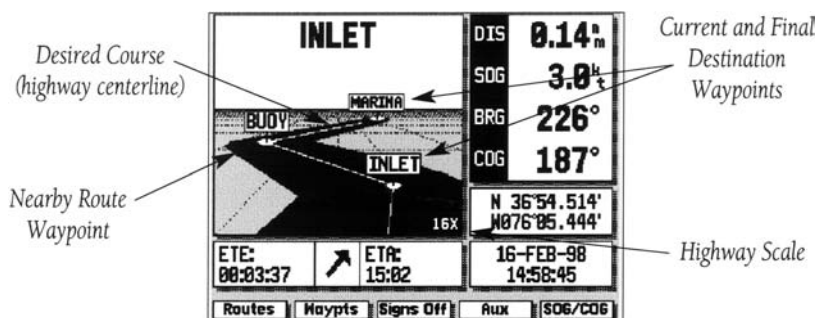 Desired Course
(highway centerline)
Nearby Route
Waypoint
INLET
MARINA
BUOY
INLET
16X
ETE:
00:03:37
ETA:
15:02
DIS 0.14 nm
SOG 3.0 kt
BRG 226°
COG 187°
N 36°54.514'
W076°05.444'
16-FEB-98
14:58:45
Routes
Waypts
Signs Off
Aux
SOG/COG
Current and Final
Destination
Waypoints
Highway Scale